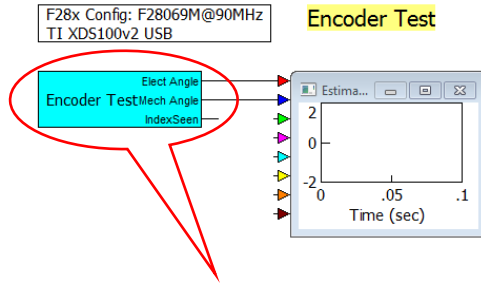 F28x Config: F28069M@90MHz
TI XDS100v2 USB
Encoder Test
Elect Angle
Encoder Test
Mech Angle
IndexSeen
Estima...
2
0
-2
0 .05 .1
Time (sec)